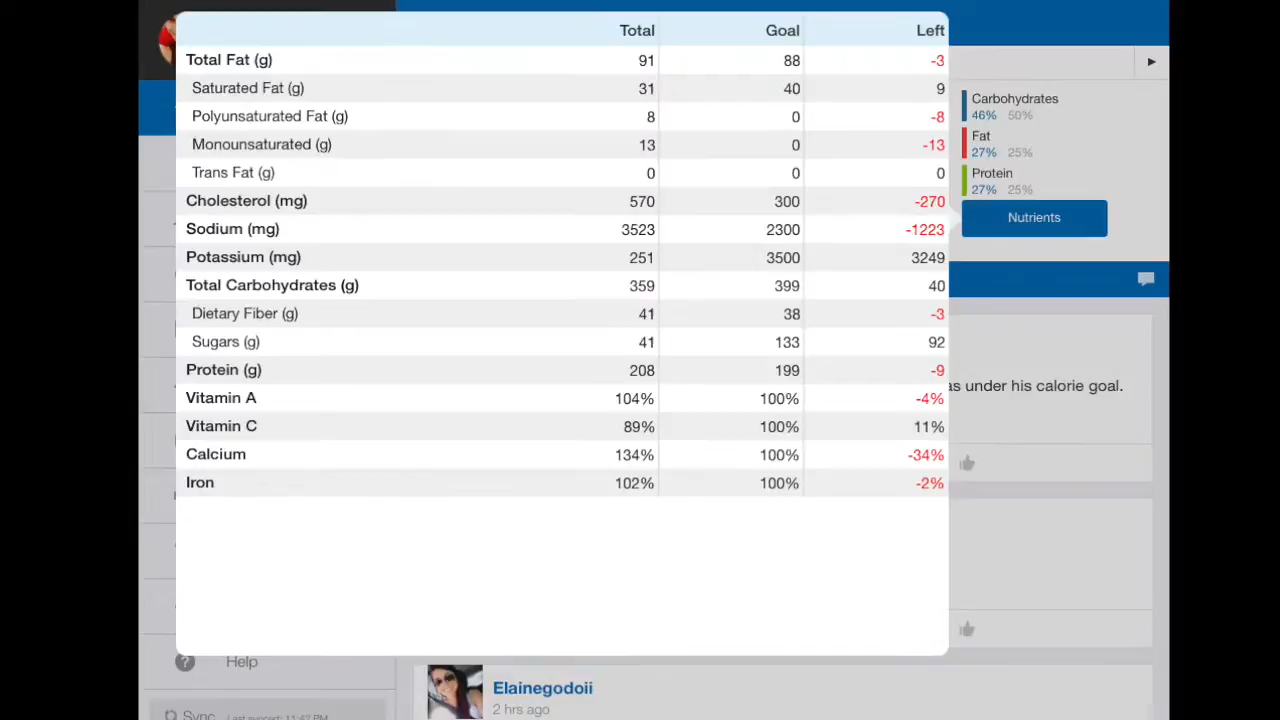 Total Goal Left
Total Fat (g) 91 88 -3
Saturated Fat (g) 31 40 9
Polyunsaturated Fat (g) 8 0 -8
Monounsaturated (g) 13 0 -13
Trans Fat (g) 0 0 0
Cholesterol (mg) 570 300 -270
Sodium (mg) 3523 2300 -1223
Potassium (mg) 251 3500 3249
Total Carbohydrates (g) 359 399 40
Dietary Fiber (g) 41 38 -3
Sugars (g) 41 133 92
Protein (g) 208 199 -9
Vitamin A 104% 100% -4%
Vitamin C 89% 100% 11%
Calcium 134% 100% -34%
Iron 102% 100% -2%
Carbohydrates
46% 50%
Fat
27% 25%
Protein
27% 25%
Nutrients
as under his calorie goal.
Help
Elainegodoii
2 hrs ago
Sync Last synced: 11:47 PM